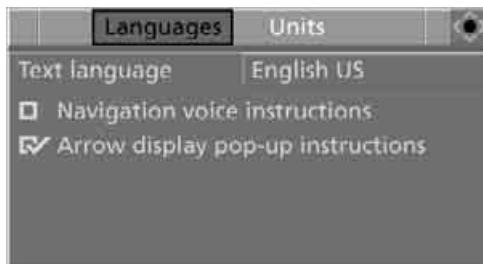 Languages Units
Text language English US
Navigation voice instructions
Arrow display pop-up instructions